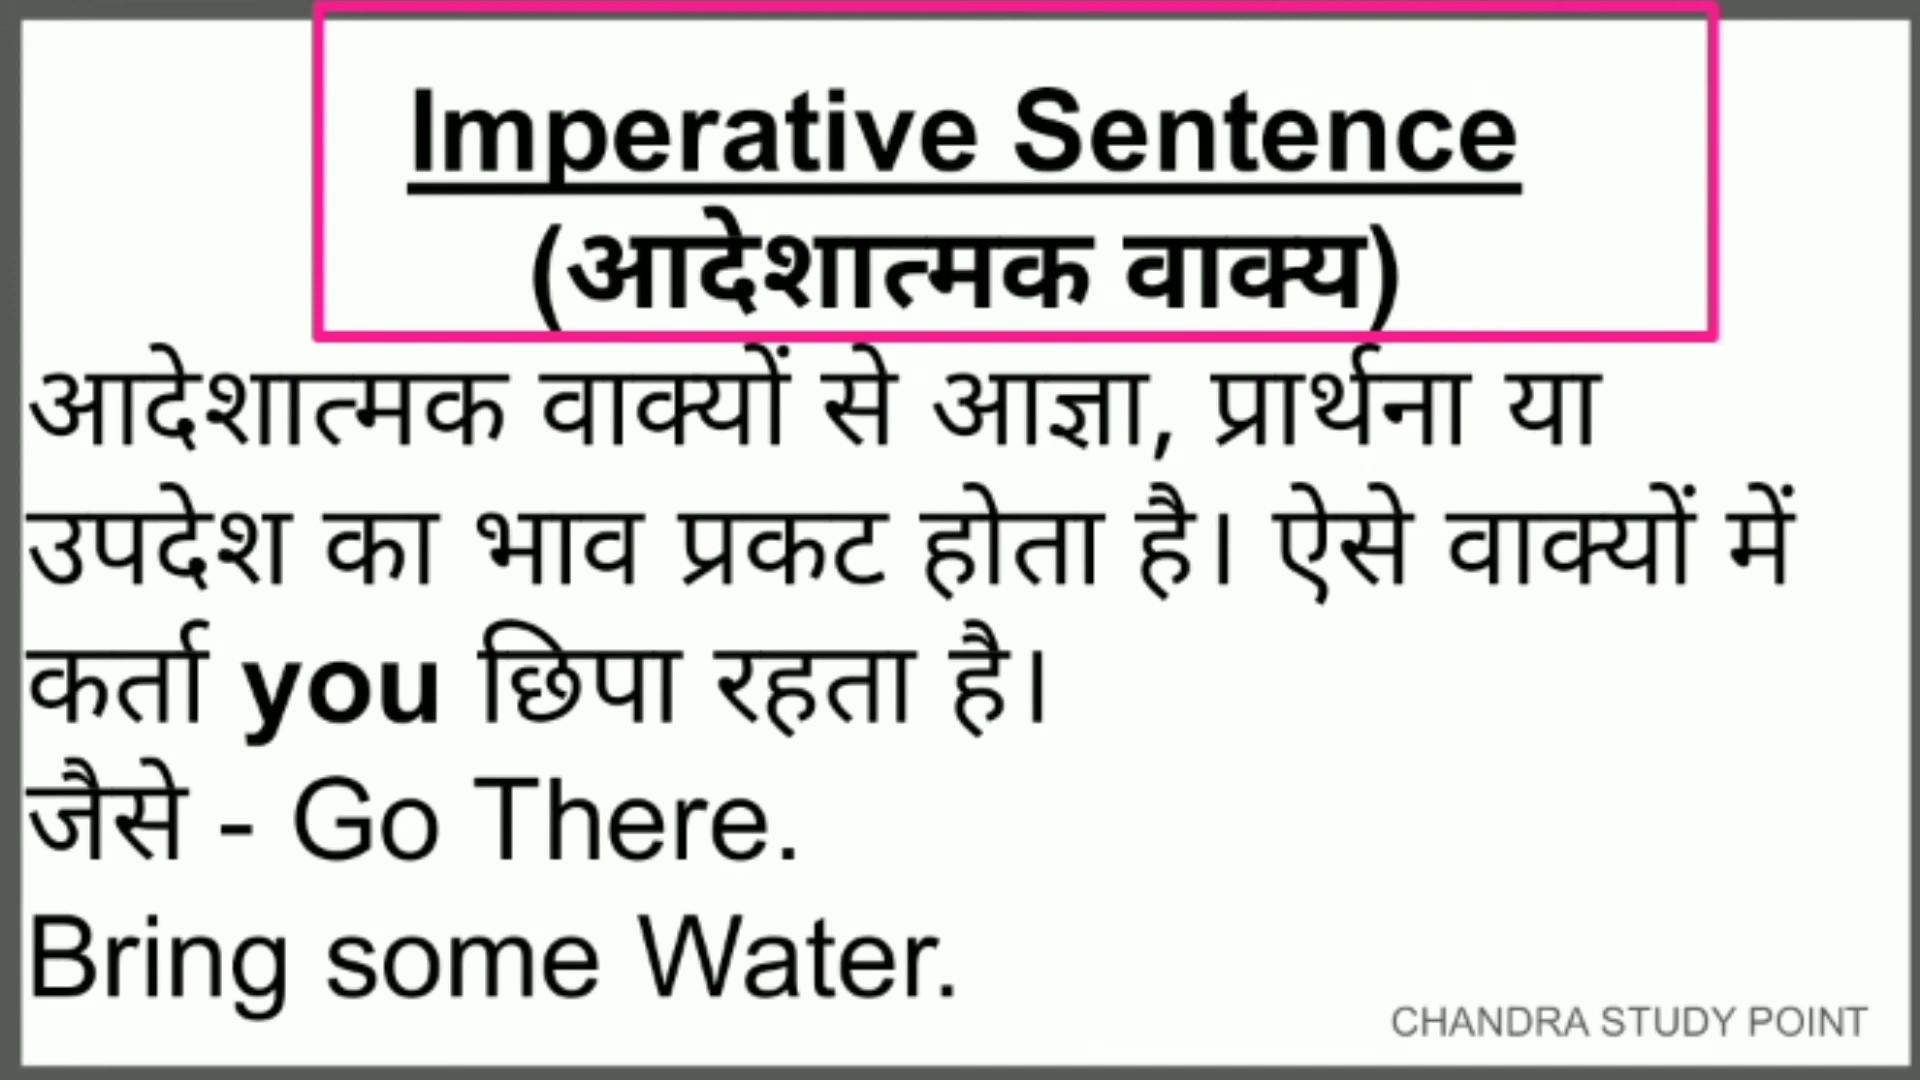 Imperative Sentence
(आदेशात्मक वाक्य)
आदेशात्मक वाक्यों से आज्ञा, प्रार्थना या
उपदेश का भाव प्रकट होता है। ऐसे वाक्यों में
कर्ता you छिपा रहता है।
जैसे - Go There.
Bring some Water.
CHANDRA STUDY POINT